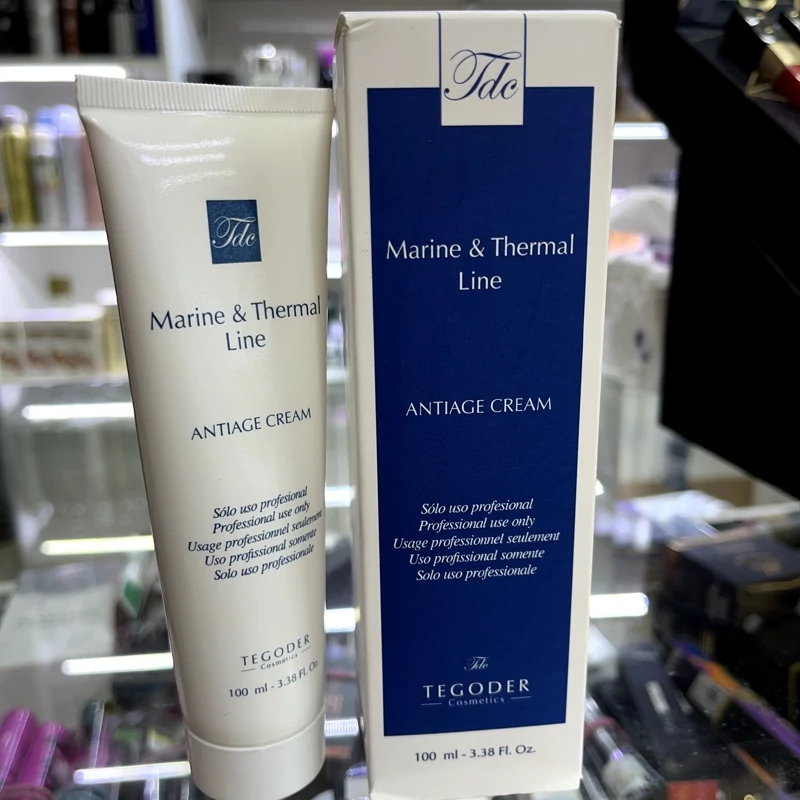 Tdc
Marine & Thermal
Line
ANTIAGE CREAM
Sólo uso profesional
Professional use only
Usage professionnel seulement
Uso profissional somente
Solo uso professionale
TEGODER
Cosmetics
100 ml - 3.38 Fl. Oz.
Tdc
Marine & Thermal
Line
ANTIAGE CREAM
Sólo uso profesional
Professional use only
Usage professionnel seulement
Uso profissional somente
Solo uso professionale
Tdc
TEGODER
Cosmetics
100 ml - 3.38 Fl. Oz.